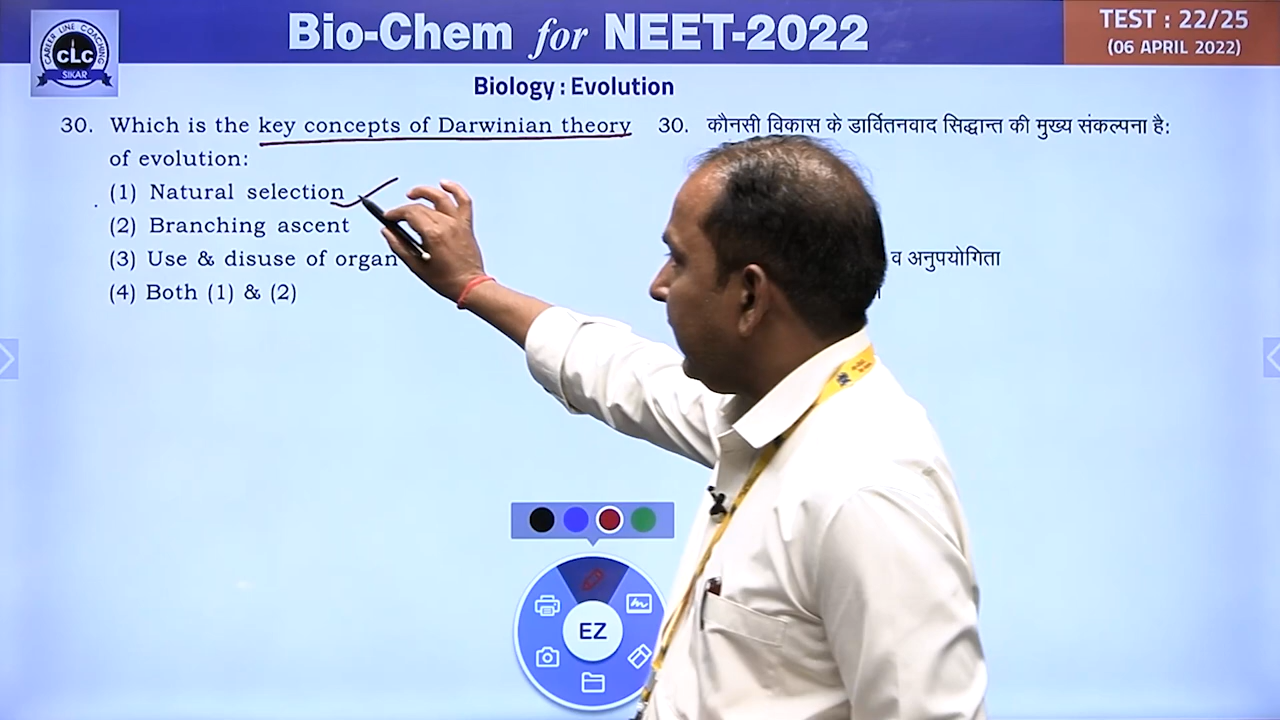 Bio-Chem for NEET-2022
TEST : 22/25
(06 APRIL 2022)
CAREER LINE COACHING
CLC
SIKAR
Biology : Evolution
30. Which is the key concepts of Darwinian theory
of evolution:
(1) Natural selection
(2) Branching ascent
(3) Use & disuse of organ
(4) Both (1) & (2)
30. कौनसी विकास के डार्वितनवाद सिद्धान्त की मुख्य संकल्पना है:
व अनुपयोगिता
EZ